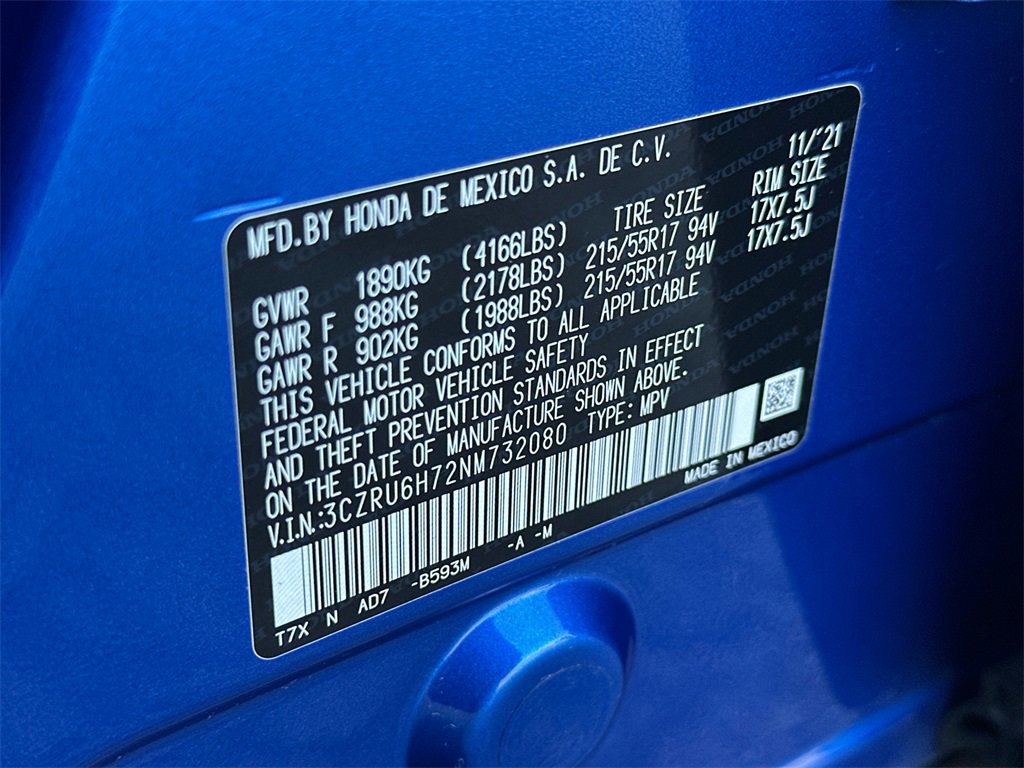 MFD.BY HONDA DE MEXICO S.A. DE C.V. 11/'21
TIRE SIZE RIM SIZE
GVWR 1890KG (4166LBS)
GAWR F 988KG (2178LBS) 215/55R17 94V 17X7.5J
GAWR R 902KG (1988LBS) 215/55R17 94V 17X7.5J
THIS VEHICLE CONFORMS TO ALL APPLICABLE
FEDERAL MOTOR VEHICLE SAFETY
AND THEFT PREVENTION STANDARDS IN EFFECT
ON THE DATE OF MANUFACTURE SHOWN ABOVE.
V.I.N.:3CZRU6H72NM732080 TYPE: MPV
MADE IN MEXICO
T7X N AD7 -B593M -A -M